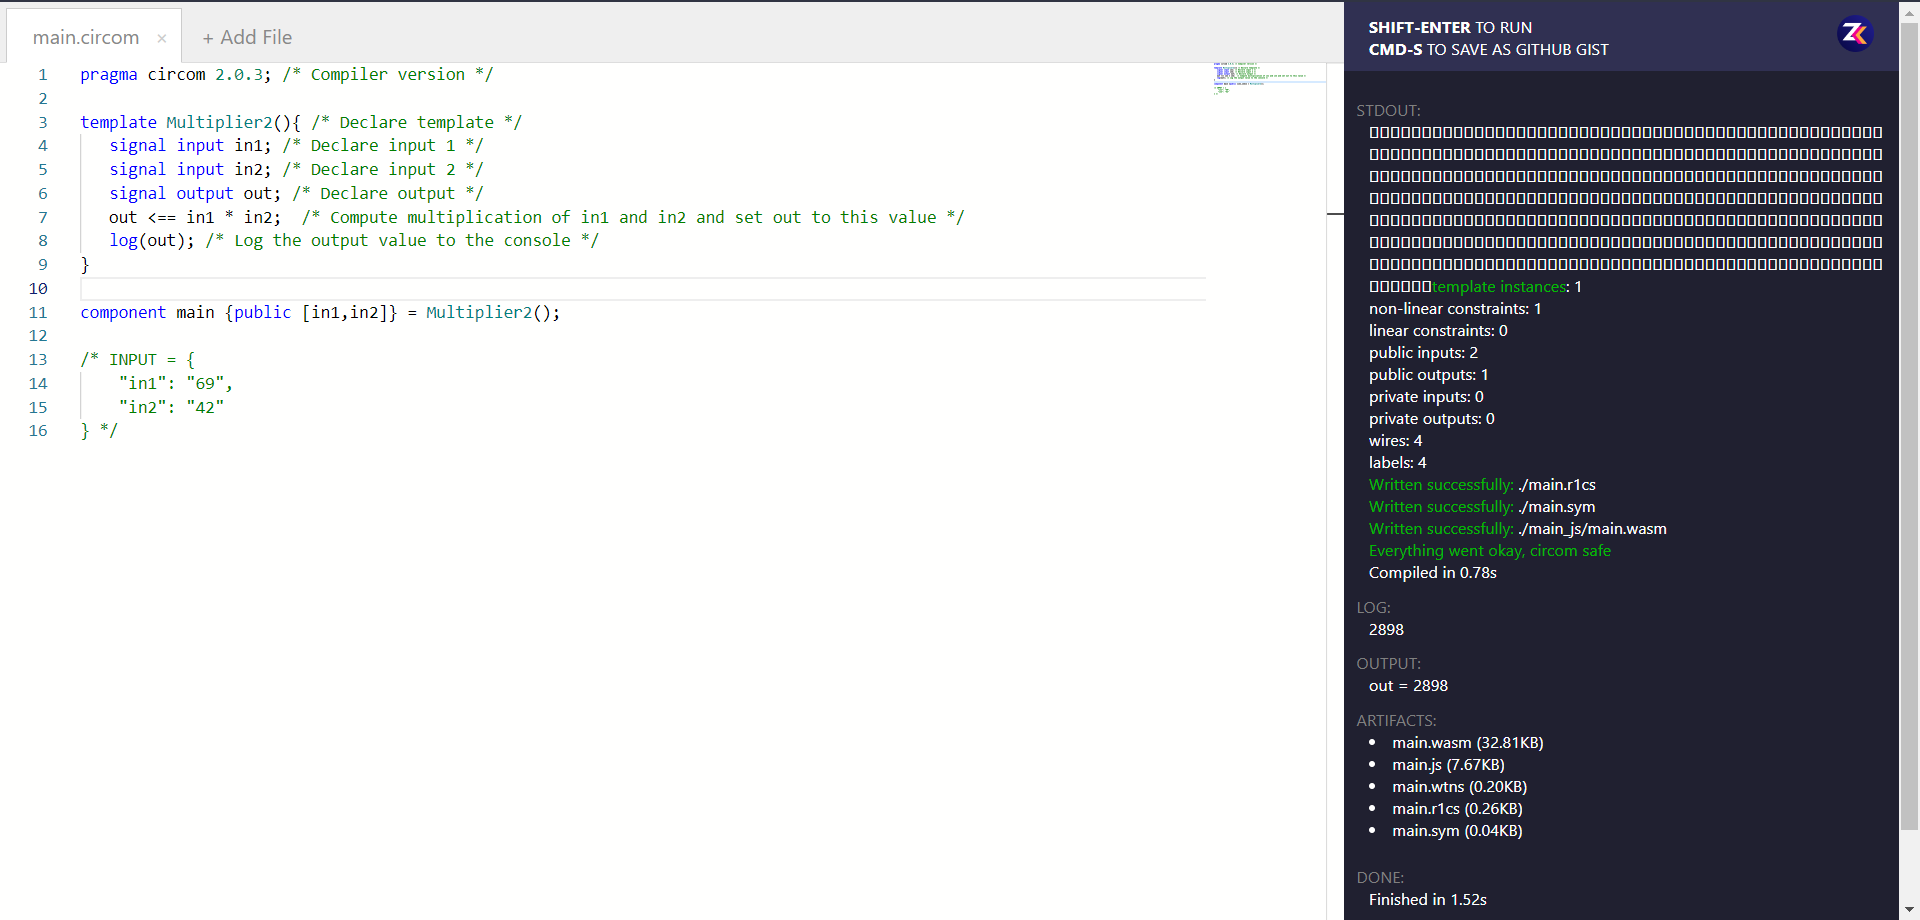 main.circom × + Add File
1 pragma circom 2.0.3; /* Compiler version */
2
3 template Multiplier2(){ /* Declare template */
4 signal input in1; /* Declare input 1 */
5 signal input in2; /* Declare input 2 */
6 signal output out; /* Declare output */
7 out <== in1 * in2; /* Compute multiplication of in1 and in2 and set out to this value */
8 log(out); /* Log the output value to the console */
9 }
10
11 component main {public [in1,in2]} = Multiplier2();
12
13 /* INPUT = {
14 "in1": "69",
15 "in2": "42"
16 } */
SHIFT-ENTER TO RUN
CMD-S TO SAVE AS GITHUB GIST
STDOUT:
template instances: 1
non-linear constraints: 1
linear constraints: 0
public inputs: 2
public outputs: 1
private inputs: 0
private outputs: 0
wires: 4
labels: 4
Written successfully: ./main.r1cs
Written successfully: ./main.sym
Written successfully: ./main_js/main.wasm
Everything went okay, circom safe
Compiled in 0.78s
LOG:
2898
OUTPUT:
out = 2898
ARTIFACTS:
• main.wasm (32.81KB)
• main.js (7.67KB)
• main.wtns (0.20KB)
• main.r1cs (0.26KB)
• main.sym (0.04KB)
DONE:
Finished in 1.52s